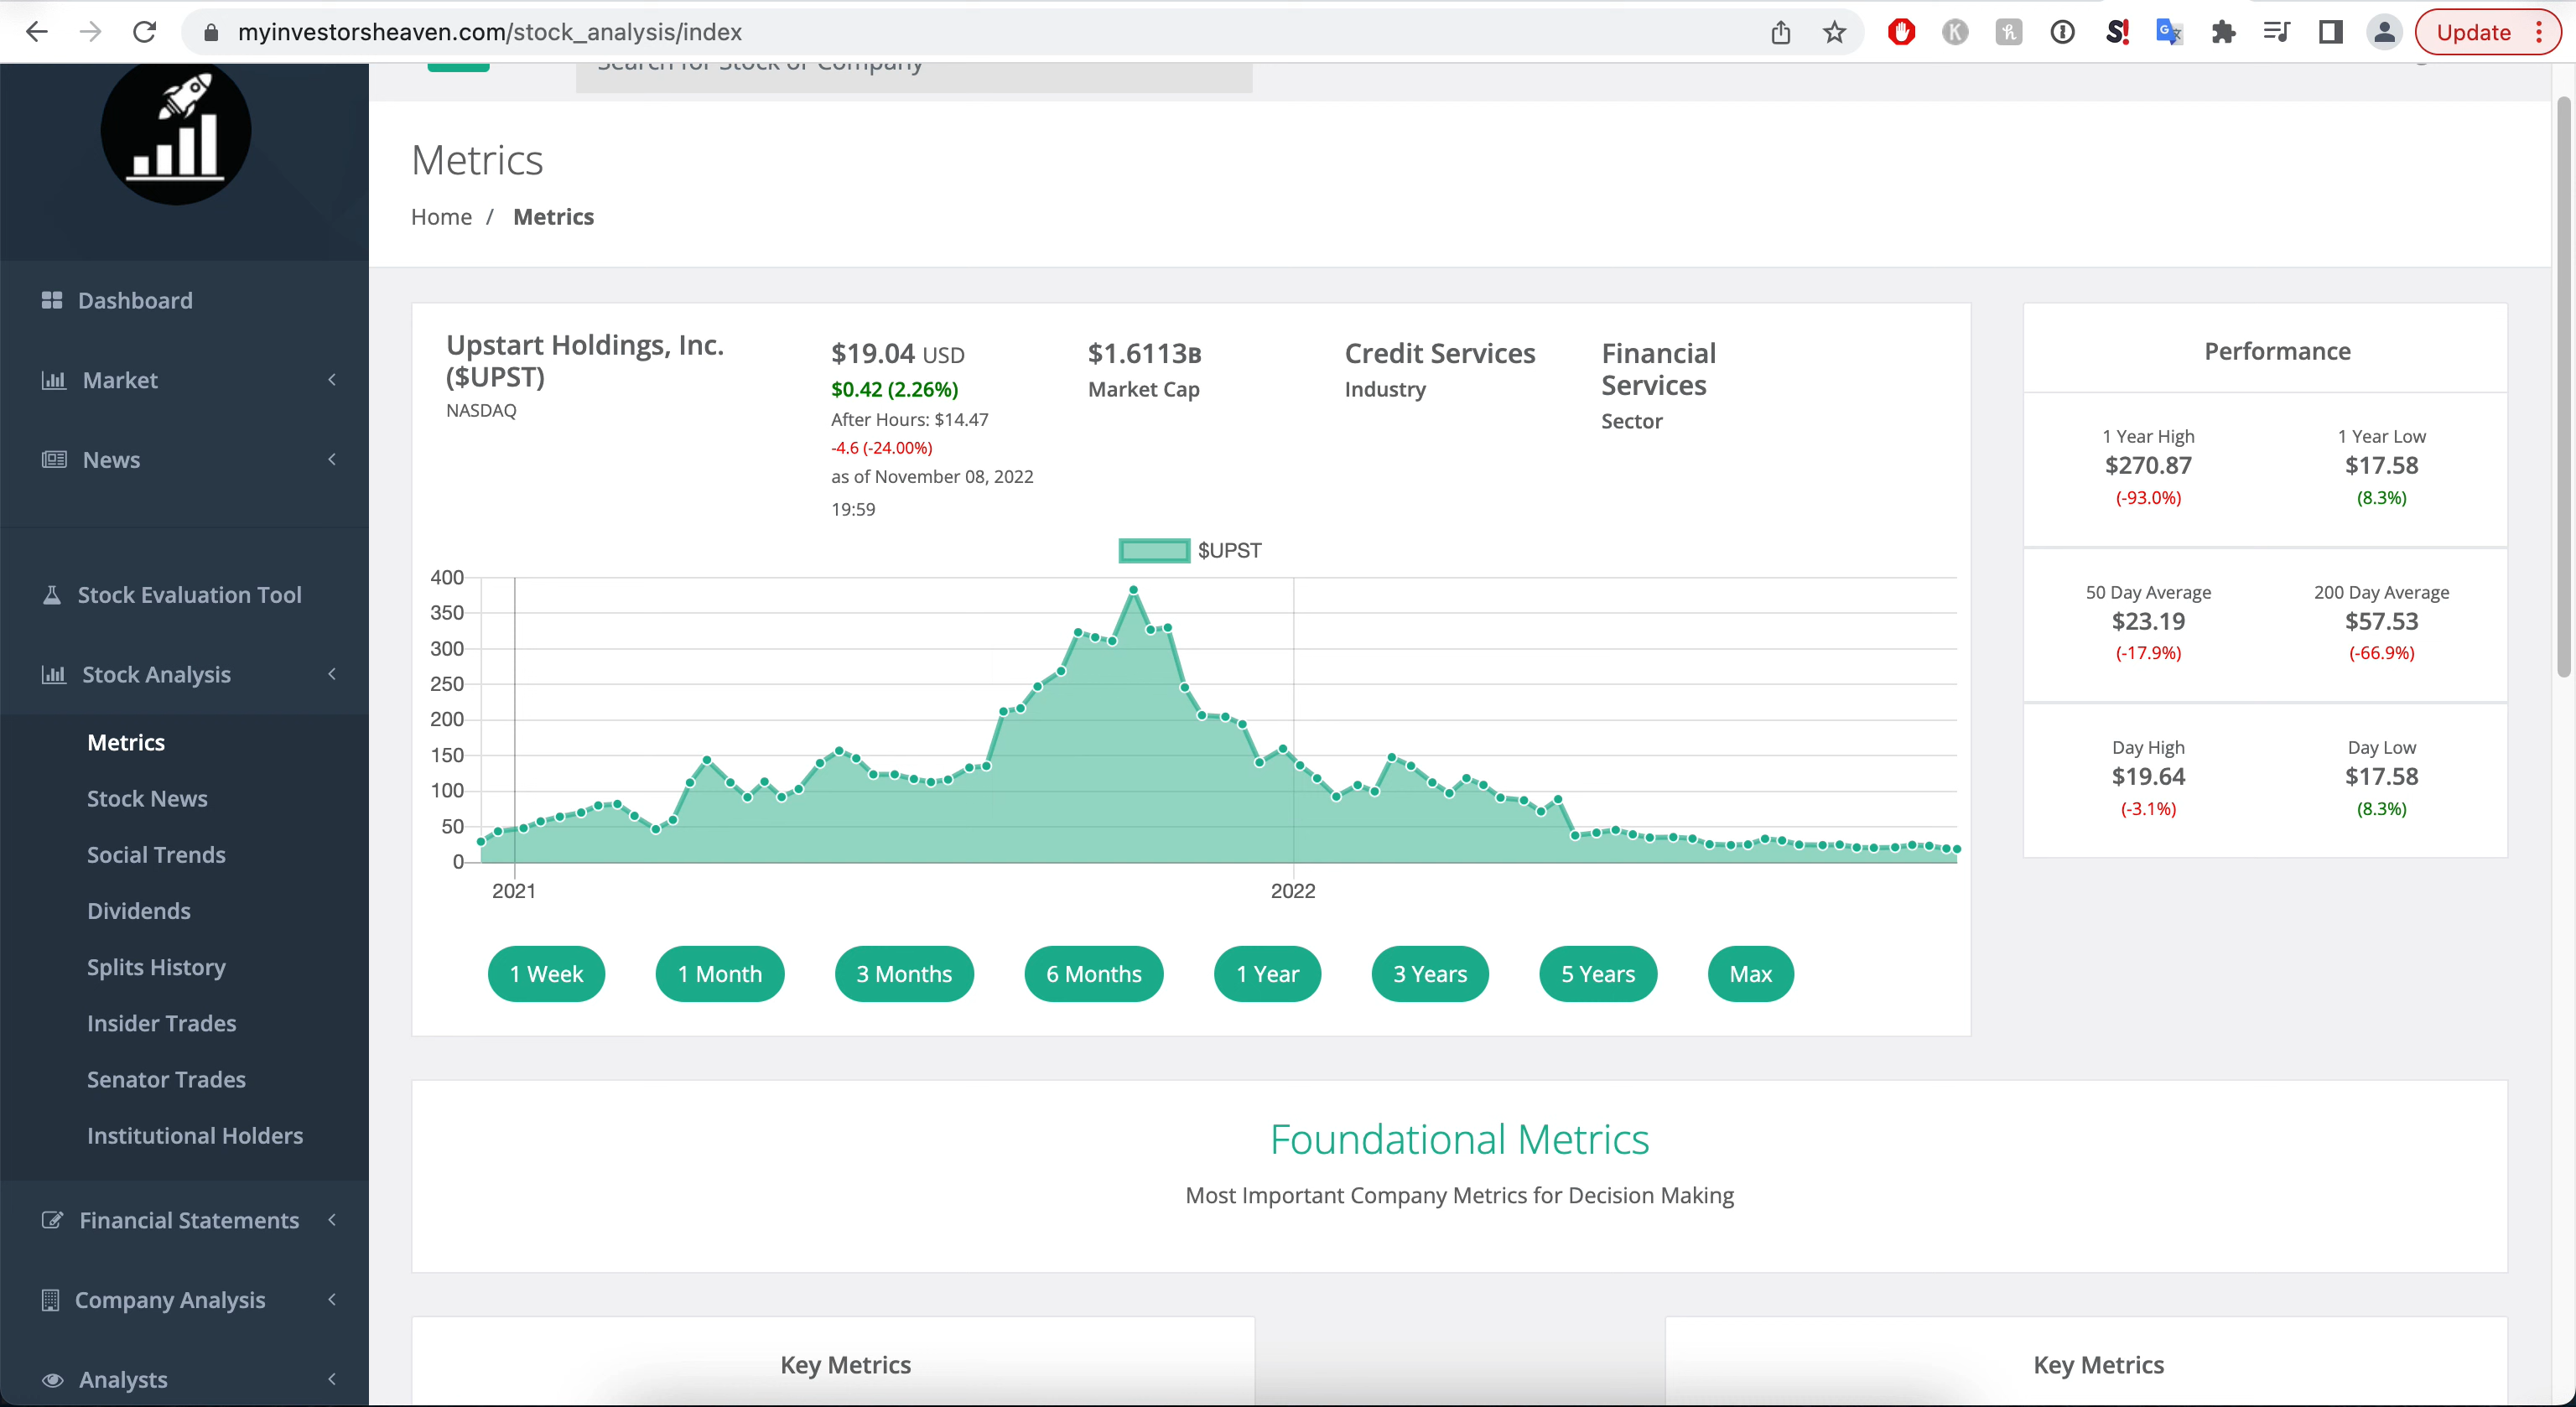 myinvestorsheaven.com/stock_analysis/index
Update
Search for Stock or Company
Metrics
Home / Metrics
Dashboard
Market
News
Stock Evaluation Tool
Stock Analysis
Metrics
Stock News
Social Trends
Dividends
Splits History
Insider Trades
Senator Trades
Institutional Holders
Financial Statements
Company Analysis
Analysts
Upstart Holdings, Inc.
($UPST)
NASDAQ
$19.04 USD
$0.42 (2.26%)
After Hours: $14.47
-4.6 (-24.00%)
as of November 08, 2022
19:59
$1.6113B
Market Cap
Credit Services
Industry
Financial
Services
Sector
$UPST
400
350
300
250
200
150
100
50
0
2021
2022
1 Week
1 Month
3 Months
6 Months
1 Year
3 Years
5 Years
Max
Performance
1 Year High
$270.87
(-93.0%)
1 Year Low
$17.58
(8.3%)
50 Day Average
$23.19
(-17.9%)
200 Day Average
$57.53
(-66.9%)
Day High
$19.64
(-3.1%)
Day Low
$17.58
(8.3%)
Foundational Metrics
Most Important Company Metrics for Decision Making
Key Metrics
Key Metrics